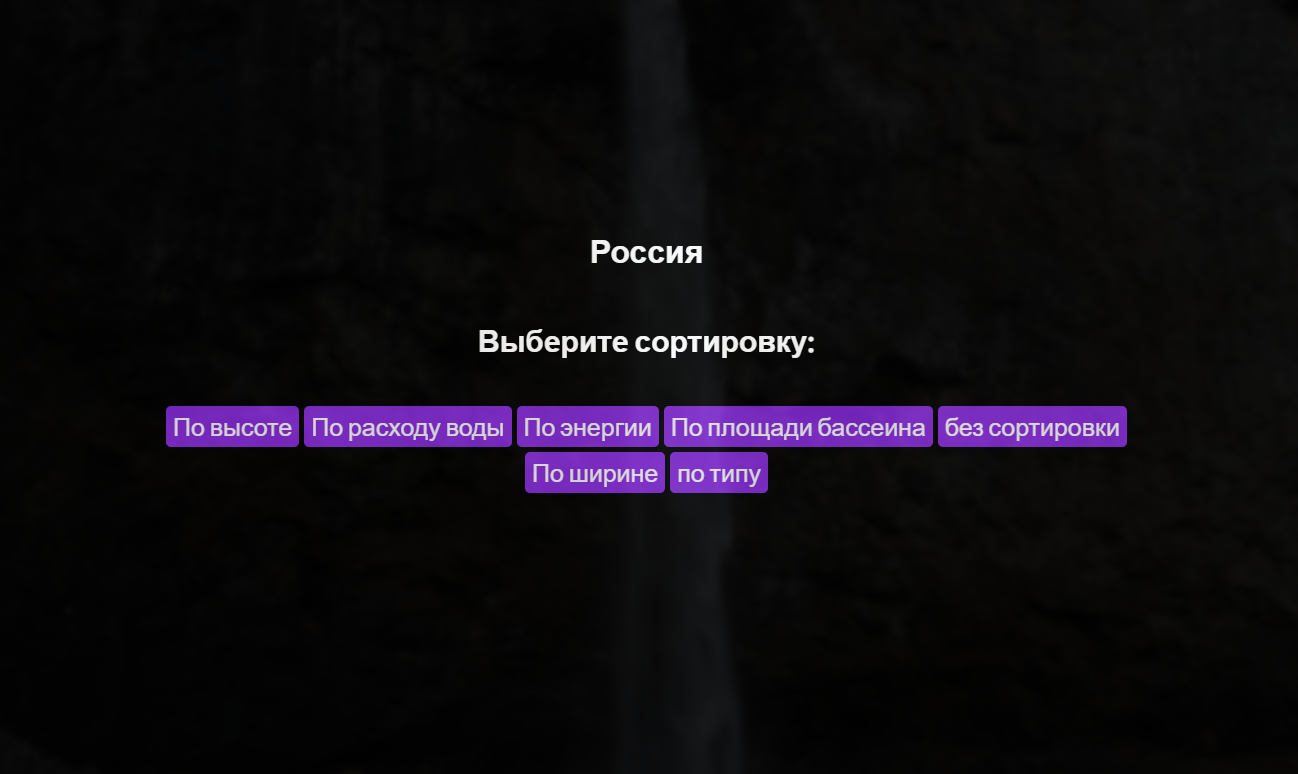 Россия
Выберите сортировку:
По высоте По расходу воды По энергии По площади бассеина без сортировки
По ширине по типу